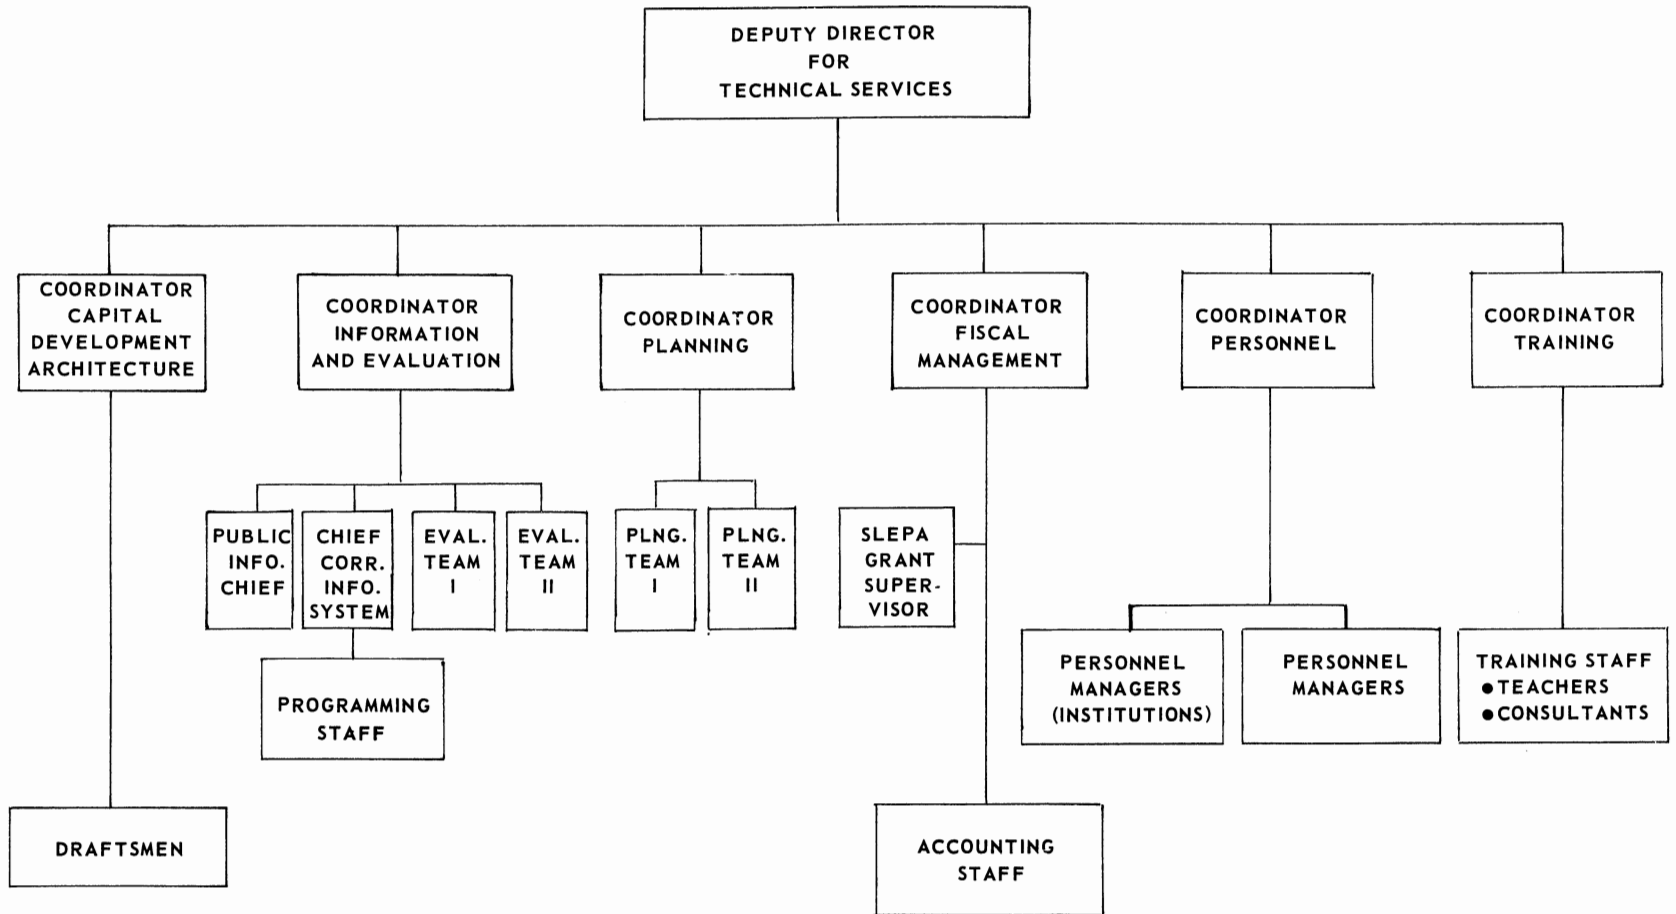 DEPUTY DIRECTOR
FOR
TECHNICAL SERVICES
COORDINATOR
CAPITAL
DEVELOPMENT
ARCHITECTURE
COORDINATOR
INFORMATION
AND EVALUATION
COORDINATOR
PLANNING
COORDINATOR
FISCAL
MANAGEMENT
COORDINATOR
PERSONNEL
COORDINATOR
TRAINING
PUBLIC
INFO.
CHIEF
CHIEF
CORR.
INFO.
SYSTEM
EVAL.
TEAM
I
EVAL.
TEAM
II
PLNG.
TEAM
I
PLNG.
TEAM
II
SLEPA
GRANT
SUPER-
VISOR
PROGRAMMING
STAFF
PERSONNEL
MANAGERS
(INSTITUTIONS)
PERSONNEL
MANAGERS
TRAINING STAFF
● TEACHERS
● CONSULTANTS
DRAFTSMEN
ACCOUNTING
STAFF